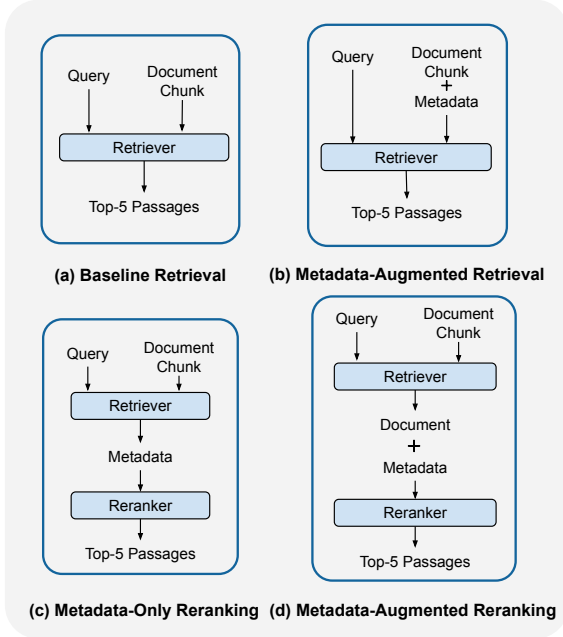 Query
Document
Chunk
Retriever
Top-5 Passages
(a) Baseline Retrieval
Query
Document
Chunk
+
Metadata
Retriever
Top-5 Passages
(b) Metadata-Augmented Retrieval
Query
Document
Chunk
Retriever
Metadata
Reranker
Top-5 Passages
(c) Metadata-Only Reranking
Query
Document
Chunk
Retriever
Document
+
Metadata
Reranker
Top-5 Passages
(d) Metadata-Augmented Reranking